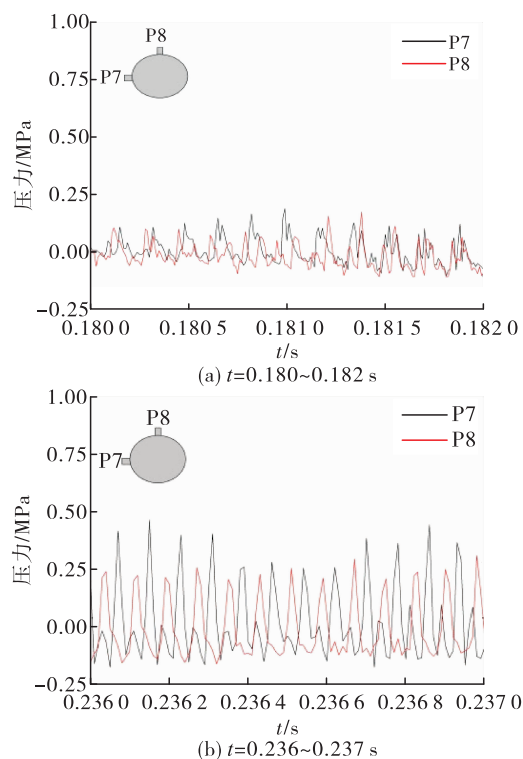 1.00
P8
P7
P7
P8
0.75
0.50
0.25
0.00
−0.25
压力/MPa
0.180 0
0.180 5
0.181 0
0.181 5
0.182 0
t/s
(a) t=0.180~0.182 s
1.00
P8
P7
P7
P8
0.75
0.50
0.25
0.00
−0.25
压力/MPa
0.236 0
0.236 2
0.236 4
0.236 6
0.236 8
0.237 0
t/s
(b) t=0.236~0.237 s